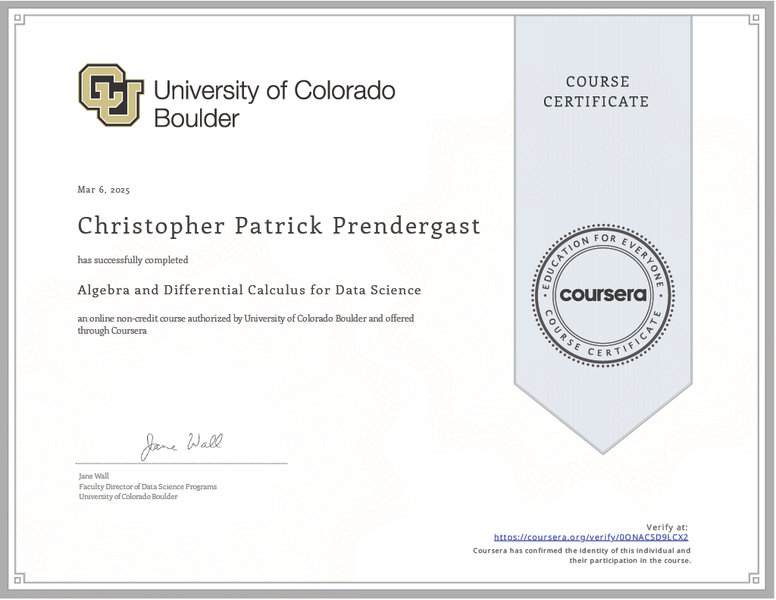 CU
University of Colorado
Boulder
COURSE
CERTIFICATE
Mar 6, 2025
Christopher Patrick Prendergast
has successfully completed
Algebra and Differential Calculus for Data Science
an online non-credit course authorized by University of Colorado Boulder and offered
through Coursera
EDUCATION FOR EVERYONE
coursera
COURSE CERTIFICATE
Jane Wall
Jane Wall
Faculty Director of Data Science Programs
University of Colorado Boulder
Verify at:
https://coursera.org/verify/0ONACSD9LCX2
Coursera has confirmed the identity of this individual and
their participation in the course.